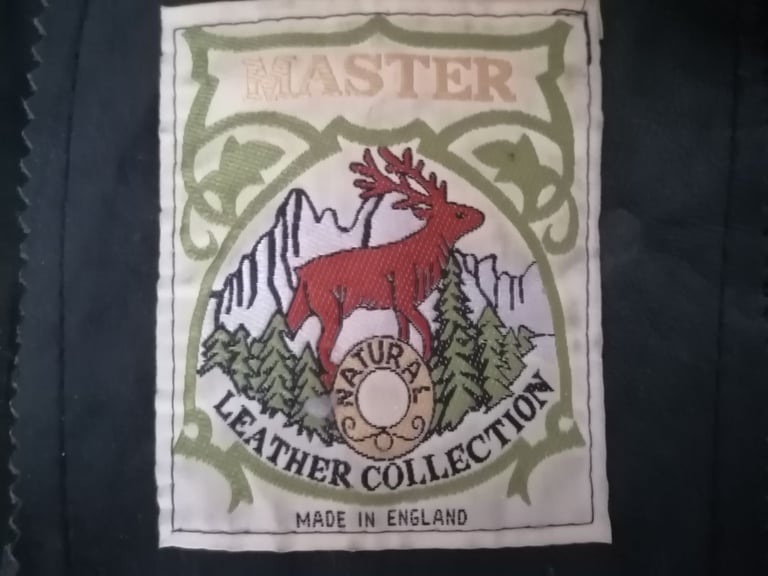 MASTER
NATURAL
LEATHER COLLECTION
MADE IN ENGLAND